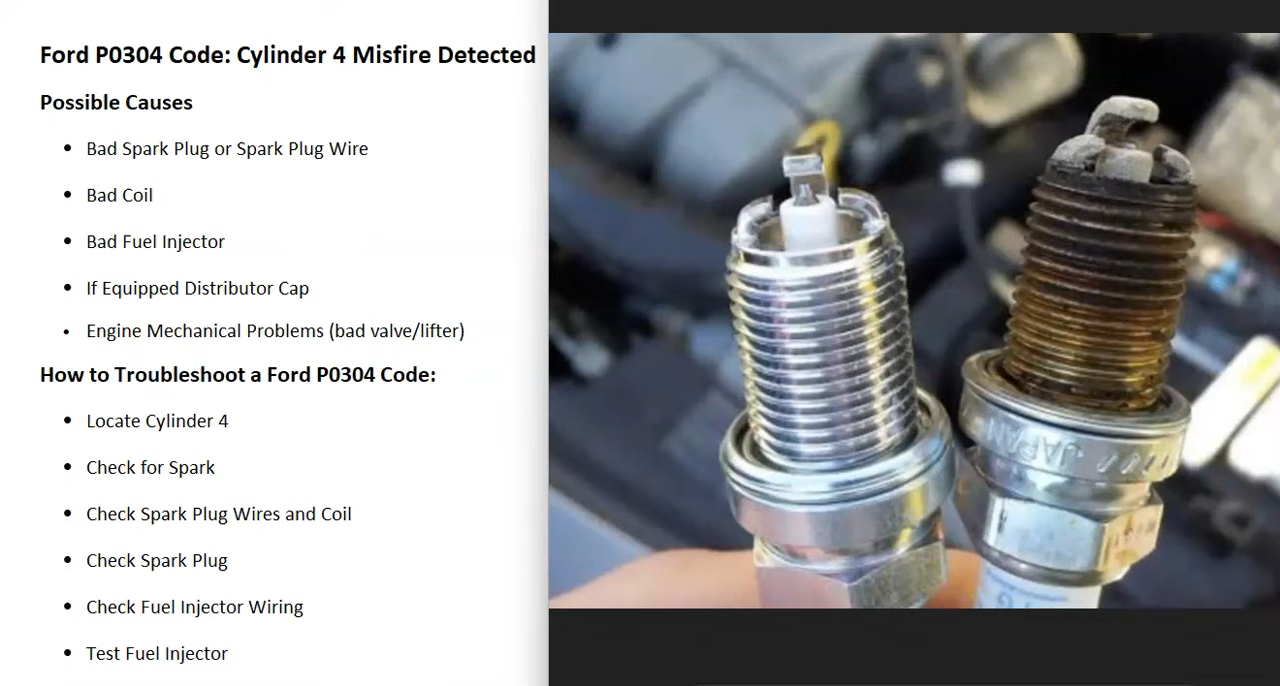 Ford P0304 Code: Cylinder 4 Misfire Detected
Possible Causes
• Bad Spark Plug or Spark Plug Wire
• Bad Coil
• Bad Fuel Injector
• If Equipped Distributor Cap
• Engine Mechanical Problems (bad valve/lifter)
How to Troubleshoot a Ford P0304 Code:
• Locate Cylinder 4
• Check for Spark
• Check Spark Plug Wires and Coil
• Check Spark Plug
• Check Fuel Injector Wiring
• Test Fuel Injector
JAPAN